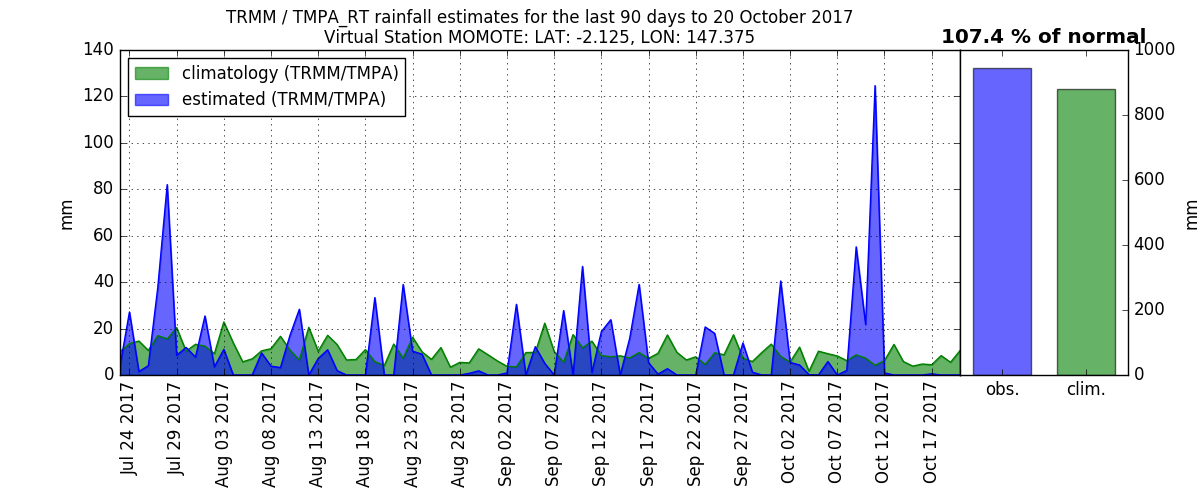 TRMM / TMPA_RT rainfall estimates for the last 90 days to 20 October 2017
Virtual Station MOMOTE: LAT: -2.125, LON: 147.375
107.4 % of normal
climatology (TRMM/TMPA)
estimated (TRMM/TMPA)
140
120
100
80
60
40
20
0
mm
Jul 24 2017
Jul 29 2017
Aug 03 2017
Aug 08 2017
Aug 13 2017
Aug 18 2017
Aug 23 2017
Aug 28 2017
Sep 02 2017
Sep 07 2017
Sep 12 2017
Sep 17 2017
Sep 22 2017
Sep 27 2017
Oct 02 2017
Oct 07 2017
Oct 12 2017
Oct 17 2017
obs.
clim.
1000
800
600
400
200
0
mm